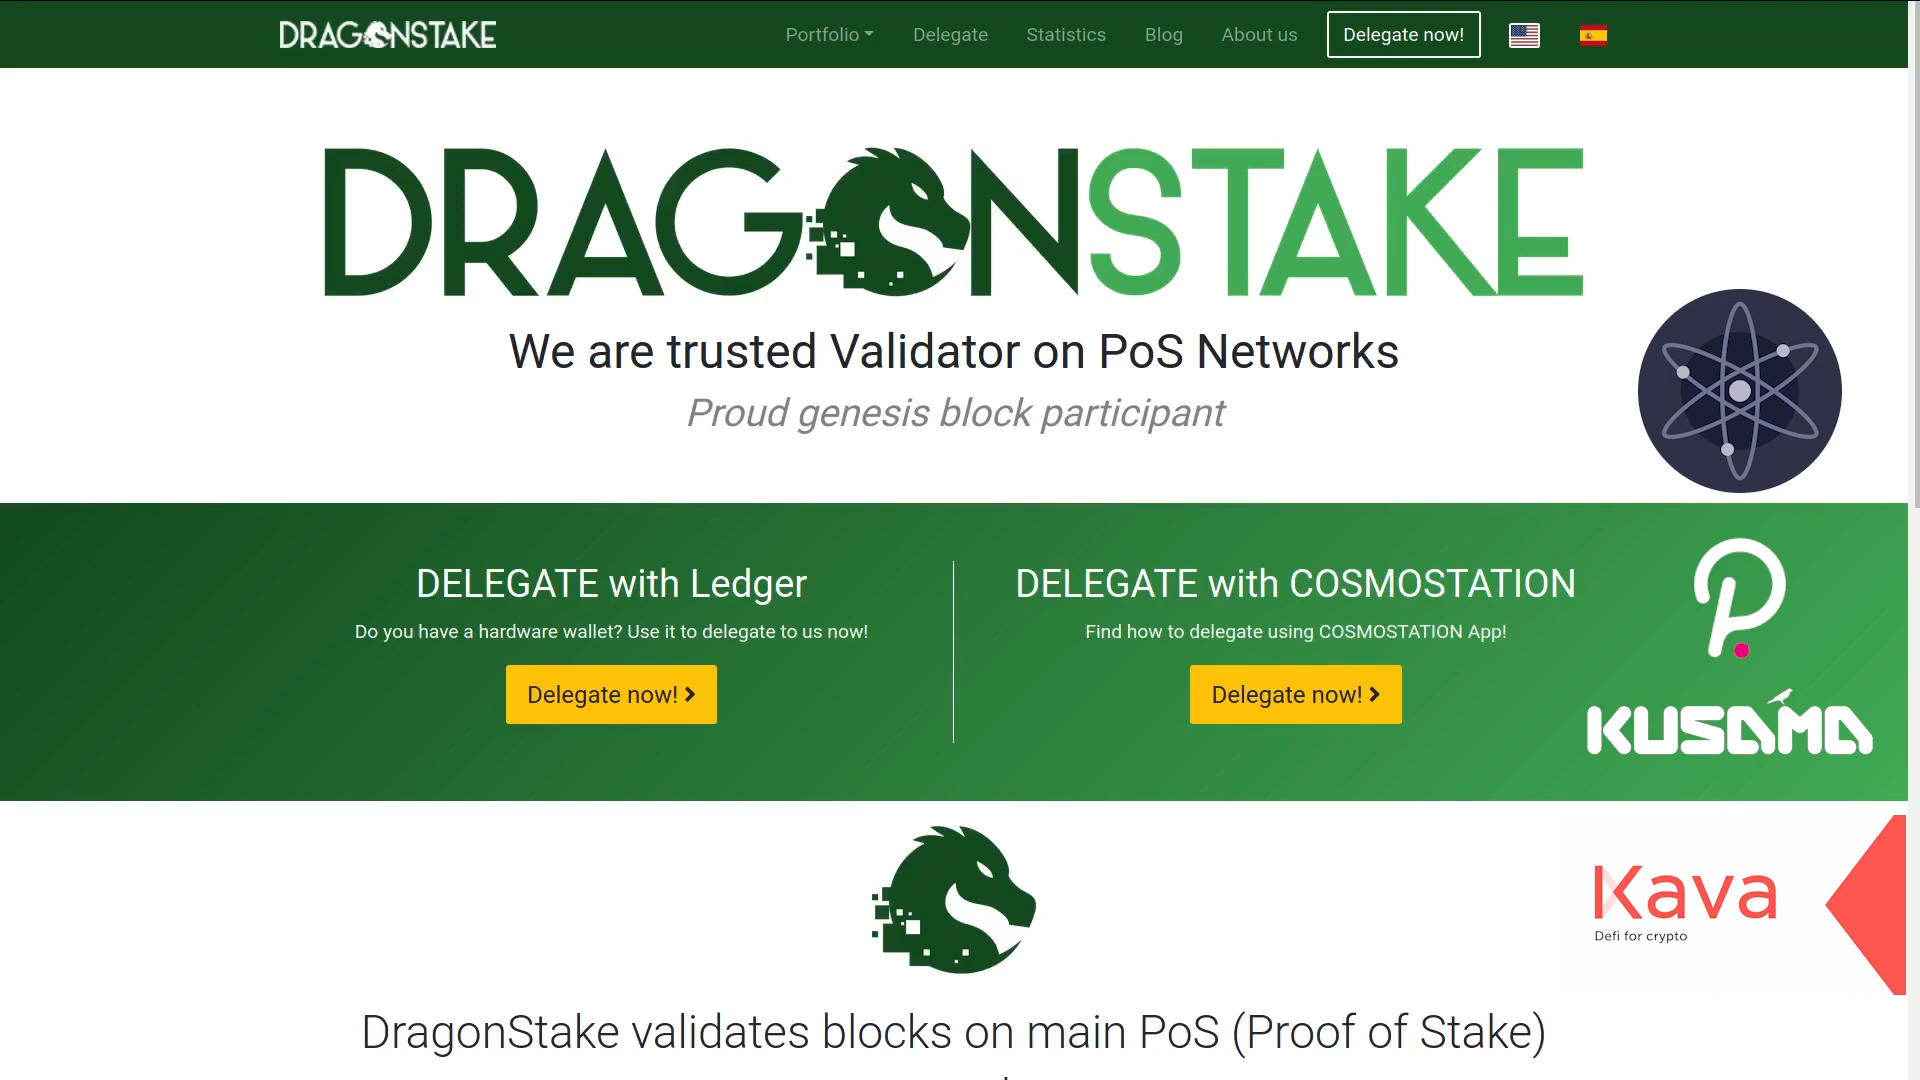 DRAGONSTAKE
Portfolio
Delegate
Statistics
Blog
About us
Delegate now!
DRAGONSTAKE
We are trusted Validator on PoS Networks
Proud genesis block participant
DELEGATE with Ledger
Do you have a hardware wallet? Use it to delegate to us now!
Delegate now!
DELEGATE with COSMOSTATION
Find how to delegate using COSMOSTATION App!
Delegate now!
KUSAMA
Kava
Defi for crypto
DragonStake validates blocks on main PoS (Proof of Stake)